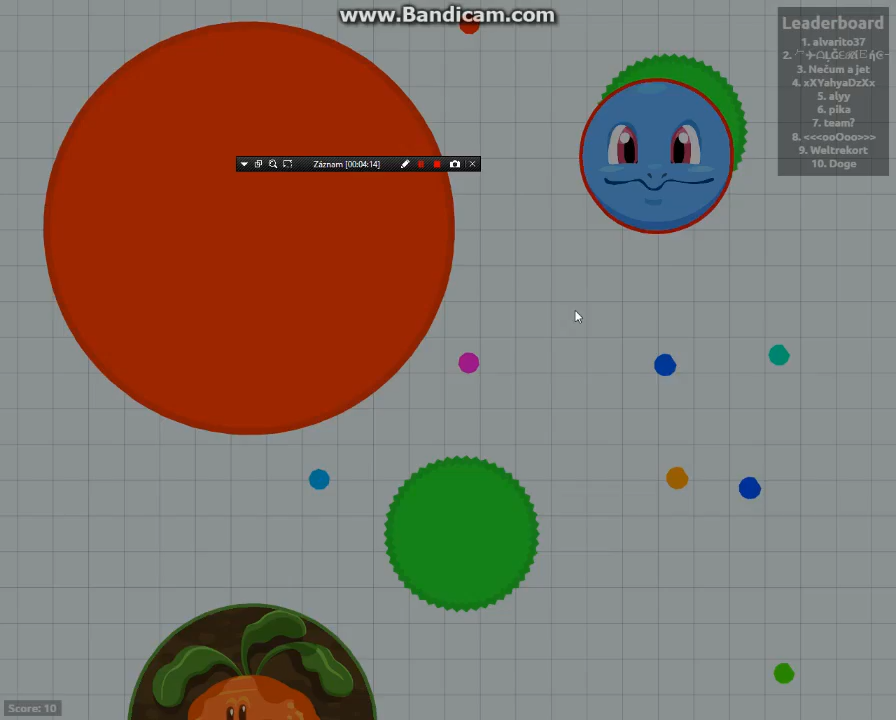 www.Bandicam.com
Leaderboard
1. alvarito37
2.
3. Nečum a jet
4. xXYahyaDzXx
5. alyy
6. pika
7. team?
8. <<<ooOoo>>>
9. Weltrekort
10. Doge
Záznam [00:04:14]
Score: 10